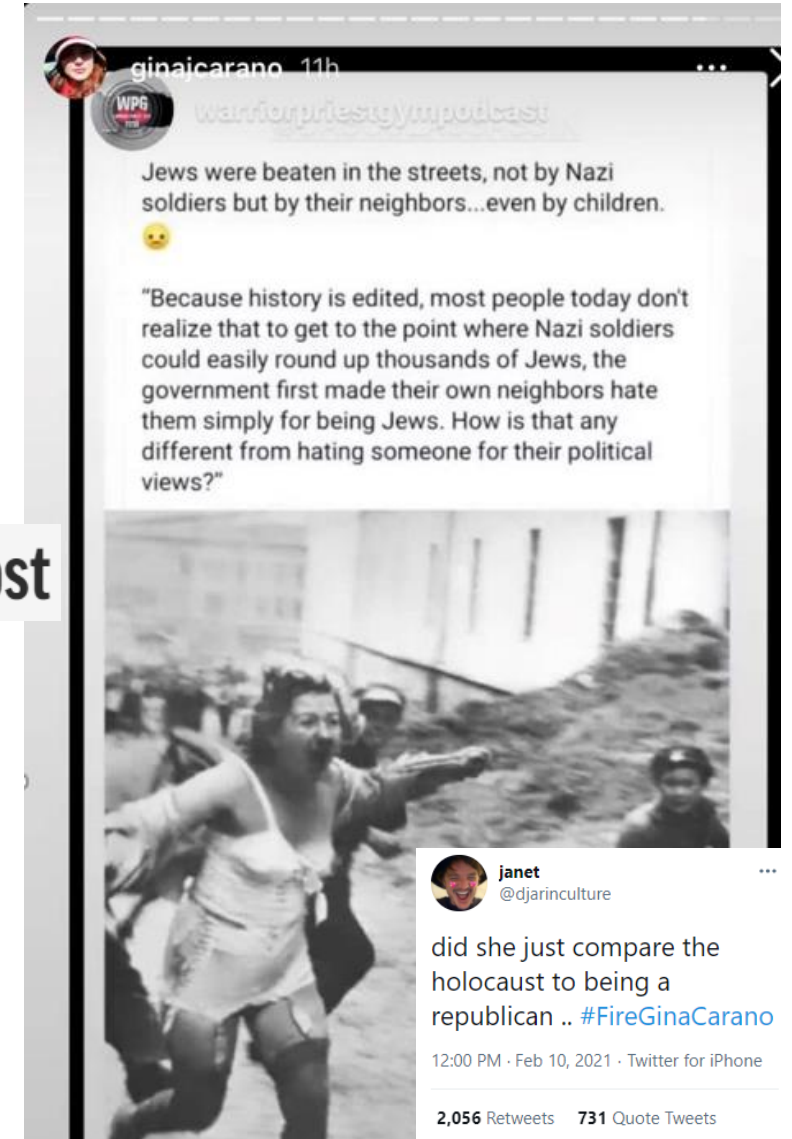 ginajcarano 11h
WPG
warriorpriestgympodcast
Jews were beaten in the streets, not by Nazi
soldiers but by their neighbors...even by children.
😞
“Because history is edited, most people today don't
realize that to get to the point where Nazi soldiers
could easily round up thousands of Jews, the
government first made their own neighbors hate
them simply for being Jews. How is that any
different from hating someone for their political
views?”
st
janet
@djarinculture
did she just compare the
holocaust to being a
republican .. #FireGinaCarano
12:00 PM · Feb 10, 2021 · Twitter for iPhone
2,056 Retweets 731 Quote Tweets